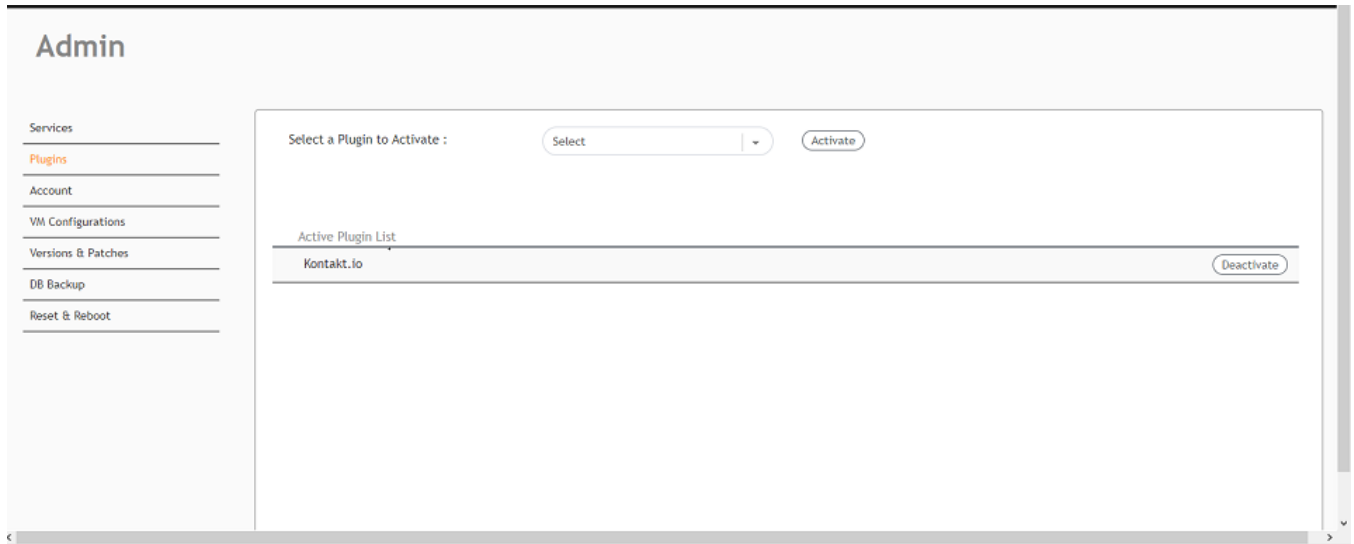 Admin
Services
Plugins
Account
VM Configurations
Versions & Patches
DB Backup
Reset & Reboot
Select a Plugin to Activate :
Select
Activate
Active Plugin List
Kontakt.io
Deactivate